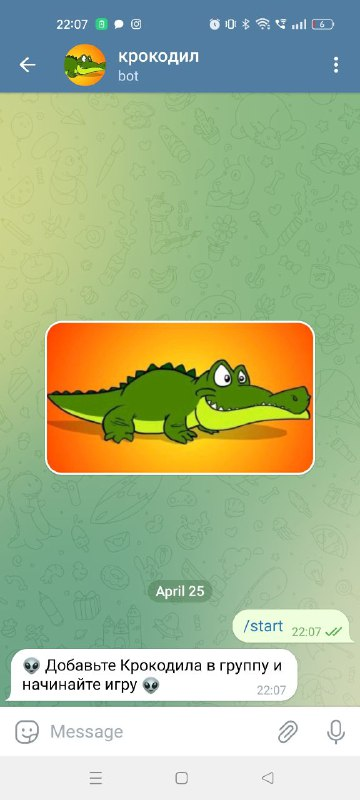 22:07
6
крокодил
bot
April 25
/start 22:07
👽 Добавьте Крокодила в группу и
начинайте игру 👽
22:07
Message